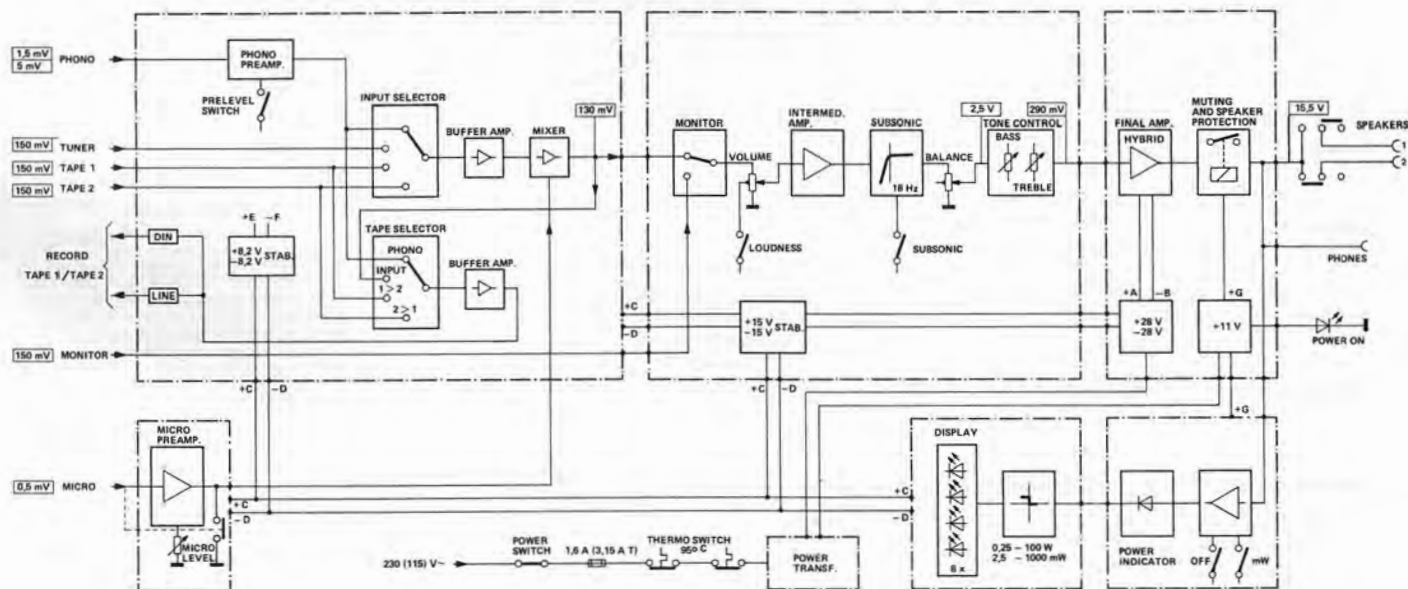 1,5 mV
5 mV
PHONO
PHONO
PREAMP.
PRELEVEL
SWITCH
150 mV TUNER
150 mV TAPE 1
150 mV TAPE 2
INPUT SELECTOR
BUFFER AMP.
MIXER
130 mV
+E –F
+8,2 V
–8,2 V STAB.
RECORD
TAPE 1/TAPE 2
DIN
LINE
TAPE SELECTOR
PHONO
INPUT
1 > 2
2 > 1
BUFFER AMP.
150 mV MONITOR
+C –D
MONITOR
VOLUME
LOUDNESS
INTERMED.
AMP.
SUBSONIC
18 Hz
SUBSONIC
BALANCE
2,5 V
290 mV
TONE CONTROL
BASS
TREBLE
+C
–D
+15 V
–15 V STAB.
+C –D
FINAL AMP.
HYBRID
MUTING
AND SPEAKER
PROTECTION
15,5 V
SPEAKERS
1
2
PHONES
+A –B
+28 V
–28 V
+G
+11 V
POWER ON
+G
MICRO
PREAMP.
0,5 mV MICRO
MICRO
LEVEL
+C
–D
230 (115) V~
POWER
SWITCH
1,6 A (3,15 A T)
THERMO SWITCH
95° C
POWER
TRANSF.
+C
–D
DISPLAY
8 x
0,25 – 100 W
2,5 – 1000 mW
POWER
INDICATOR
OFF
mW